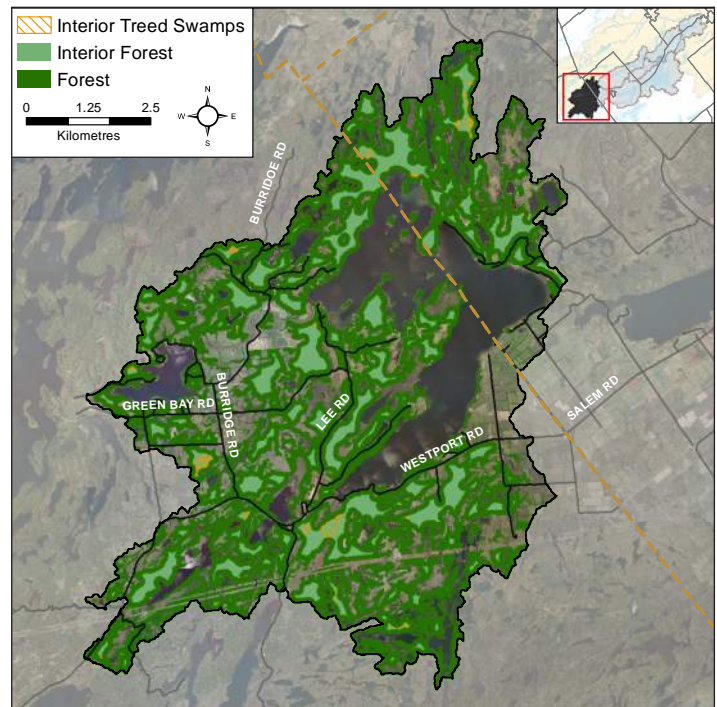 Interior Treed Swamps
Interior Forest
Forest
0 1.25 2.5
Kilometres
N
W E
S
BURRIDOE RD
GREEN BAY RD
BURRIDGE RD
LEE RD
WESTPORT RD
SALEM RD